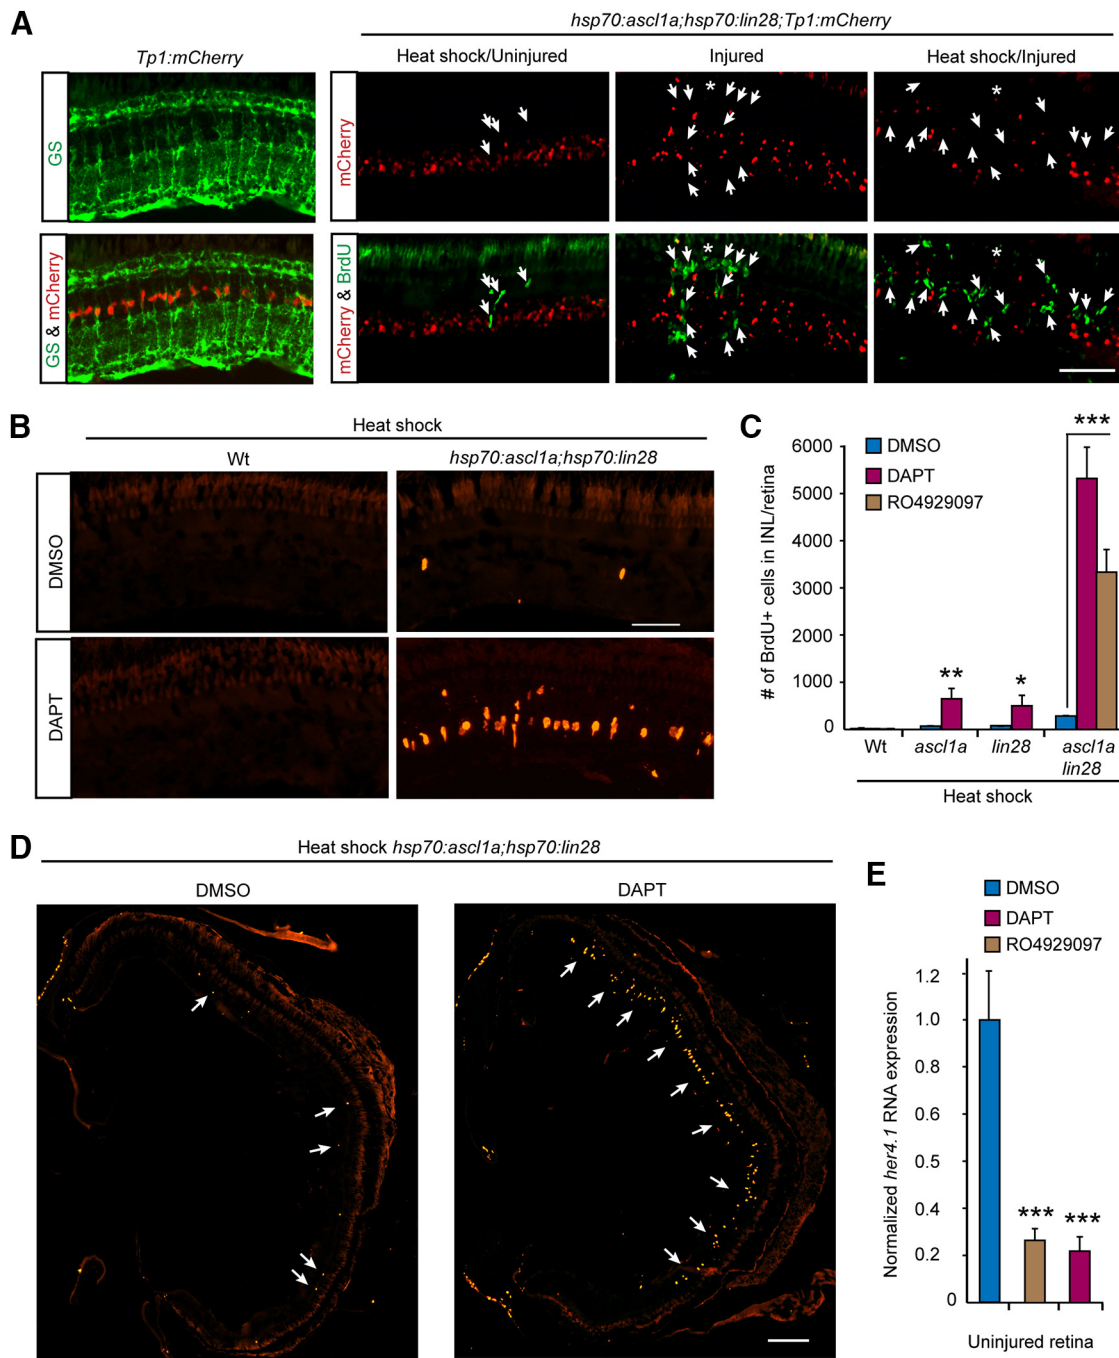 A
hsp70:ascl1a;hsp70:lin28;Tp1:mCherry
Tp1:mCherry
Heat shock/Uninjured
Injured
Heat shock/Injured
GS
mCherry
*
*
GS & mCherry
mCherry & BrdU
*
*
B
Heat shock
Wt
hsp70:ascl1a;hsp70:lin28
DMSO
DAPT
C
# of BrdU+ cells in INL/retina
6000
5000
4000
3000
2000
1000
0
DMSO
DAPT
RO4929097
**
*
***
Wt
ascl1a
lin28
ascl1a
lin28
Heat shock
D
Heat shock hsp70:ascl1a;hsp70:lin28
DMSO
DAPT
E
DMSO
DAPT
RO4929097
Normalized her4.1 RNA expression
1.2
1.0
0.8
0.6
0.5
0.4
0.2
0
***
***
Uninjured retina